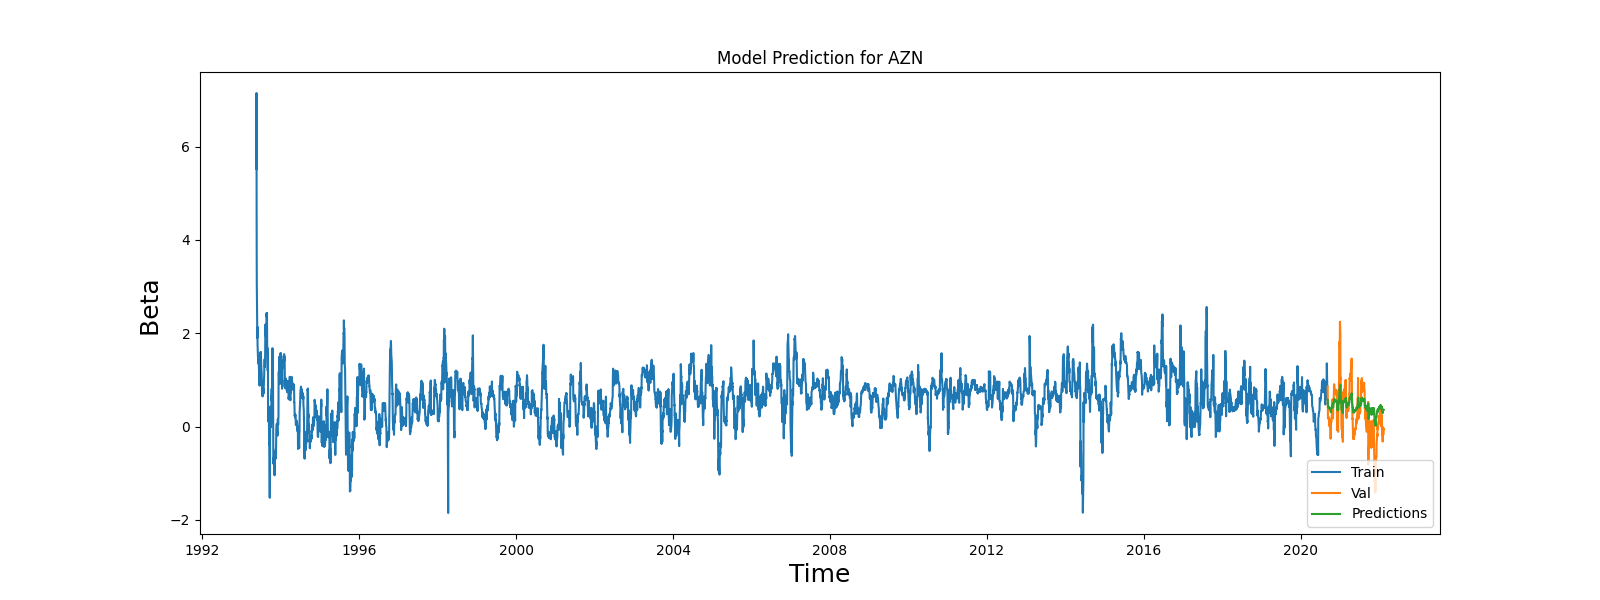 Model Prediction for AZN
Beta
6
4
2
0
−2
1992
1996
2000
2004
2008
2012
2016
2020
Time
Train
Val
Predictions